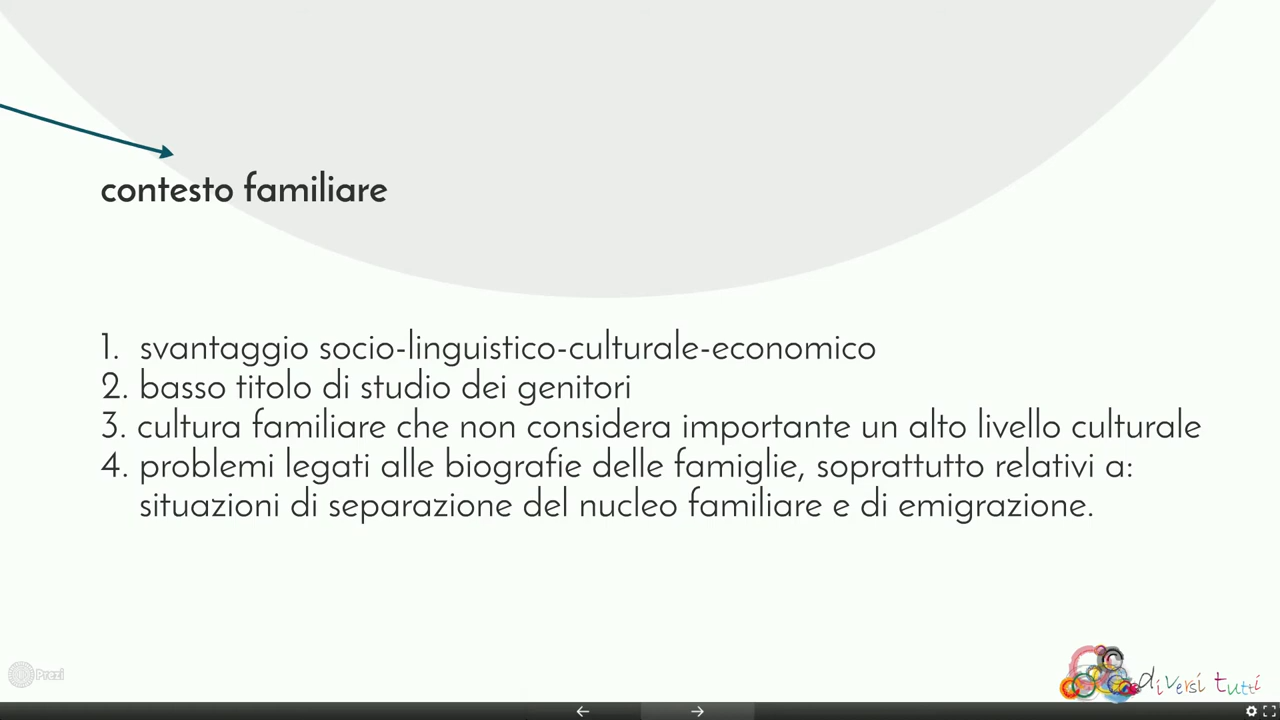 contesto familiare
1. svantaggio socio-linguistico-culturale-economico
2. basso titolo di studio dei genitori
3. cultura familiare che non considera importante un alto livello culturale
4. problemi legati alle biografie delle famiglie, soprattutto relativi a:
situazioni di separazione del nucleo familiare e di emigrazione.
Prezi
diversi tutti